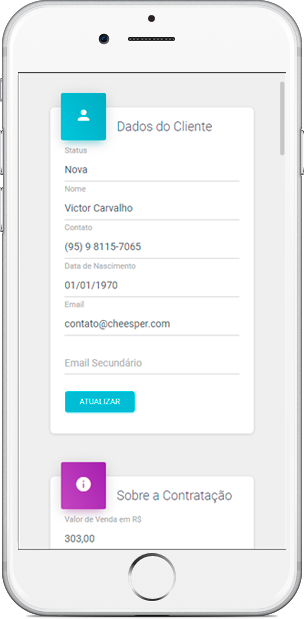 Dados do Cliente
Status
Nova
Nome
Victor Carvalho
Contato
(95) 9 8115-7065
Data de Nascimento
01/01/1970
Email
contato@cheesper.com
Email Secundário
ATUALIZAR
Sobre a Contratação
Valor de Venda em R$
303,00